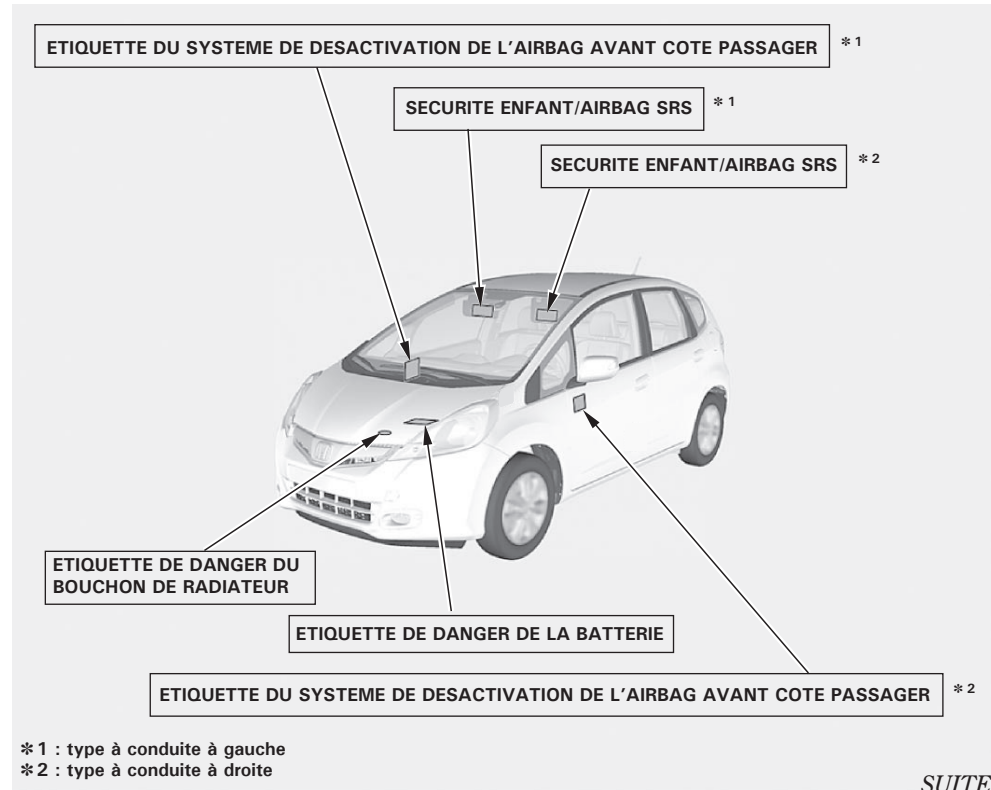 ETIQUETTE DU SYSTEME DE DESACTIVATION DE L'AIRBAG AVANT COTE PASSAGER ✻1
SECURITE ENFANT/AIRBAG SRS ✻1
SECURITE ENFANT/AIRBAG SRS ✻2
ETIQUETTE DE DANGER DU
BOUCHON DE RADIATEUR
ETIQUETTE DE DANGER DE LA BATTERIE
ETIQUETTE DU SYSTEME DE DESACTIVATION DE L'AIRBAG AVANT COTE PASSAGER ✻2
✻1 : type à conduite à gauche
✻2 : type à conduite à droite
SUITE